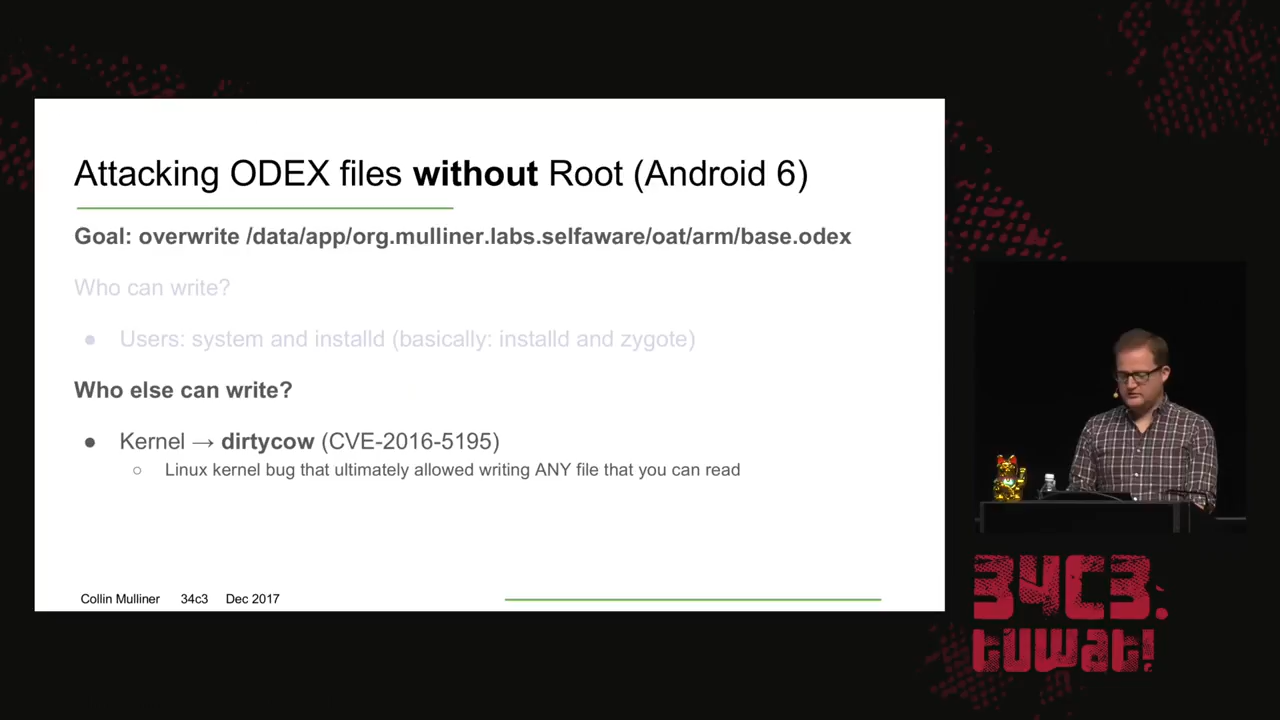 Attacking ODEX files without Root (Android 6)
Goal: overwrite /data/app/org.mulliner.labs.selfaware/oat/arm/base.odex
Who can write?
● Users: system and installd (basically: installd and zygote)
Who else can write?
● Kernel → dirtycow (CVE-2016-5195)
○ Linux kernel bug that ultimately allowed writing ANY file that you can read
Collin Mulliner 34c3 Dec 2017
34C3.
tuwat!